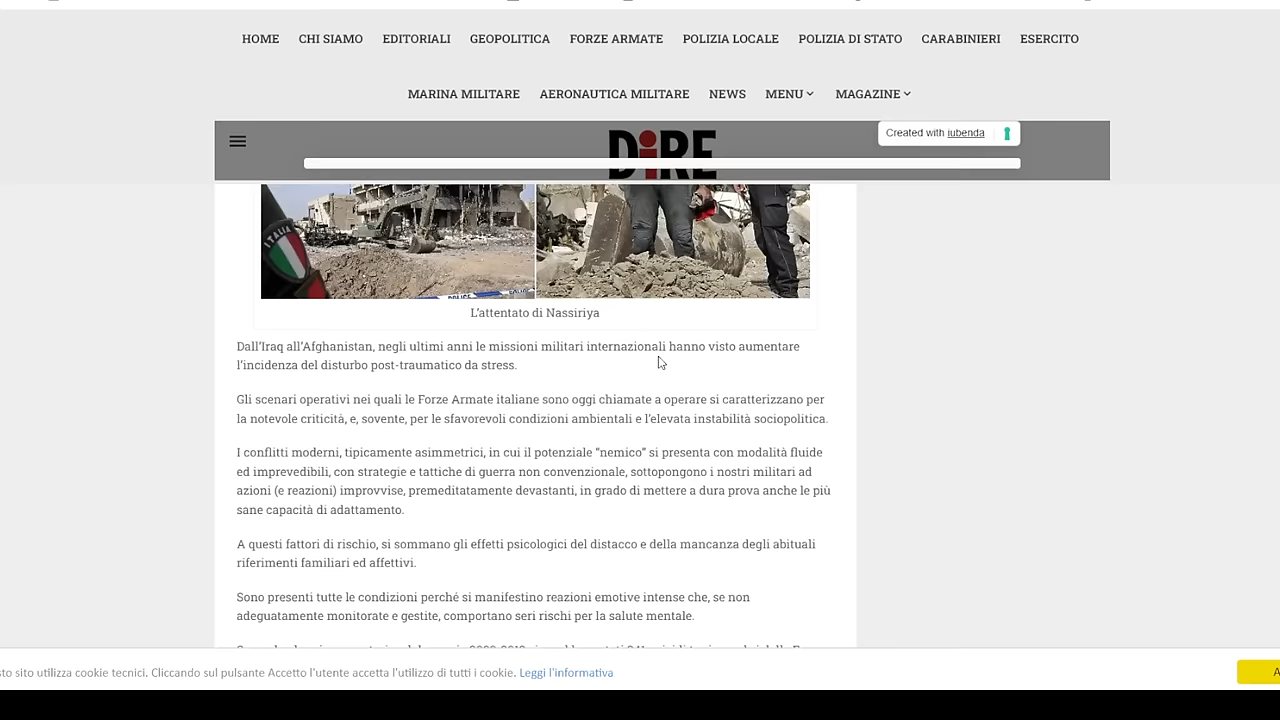 HOME CHI SIAMO EDITORIALI GEOPOLITICA FORZE ARMATE POLIZIA LOCALE POLIZIA DI STATO CARABINIERI ESERCITO
MARINA MILITARE AERONAUTICA MILITARE NEWS MENU MAGAZINE
Created with iubenda
DiRE
ITALIA
POLICE
L'attentato di Nassiriya
Dall'Iraq all'Afghanistan, negli ultimi anni le missioni militari internazionali hanno visto aumentare
l'incidenza del disturbo post-traumatico da stress.
Gli scenari operativi nei quali le Forze Armate italiane sono oggi chiamate a operare si caratterizzano per
la notevole criticità, e, sovente, per le sfavorevoli condizioni ambientali e l'elevata instabilità sociopolitica.
I conflitti moderni, tipicamente asimmetrici, in cui il potenziale “nemico” si presenta con modalità fluide
ed imprevedibili, con strategie e tattiche di guerra non convenzionale, sottopongono i nostri militari ad
azioni (e reazioni) improvvise, premeditatamente devastanti, in grado di mettere a dura prova anche le più
sane capacità di adattamento.
A questi fattori di rischio, si sommano gli effetti psicologici del distacco e della mancanza degli abituali
riferimenti familiari ed affettivi.
Sono presenti tutte le condizioni perché si manifestino reazioni emotive intense che, se non
adeguatamente monitorate e gestite, comportano seri rischi per la salute mentale.
sto sito utilizza cookie tecnici. Cliccando sul pulsante Accetto l'utente accetta l'utilizzo di tutti i cookie. Leggi l'informativa
A